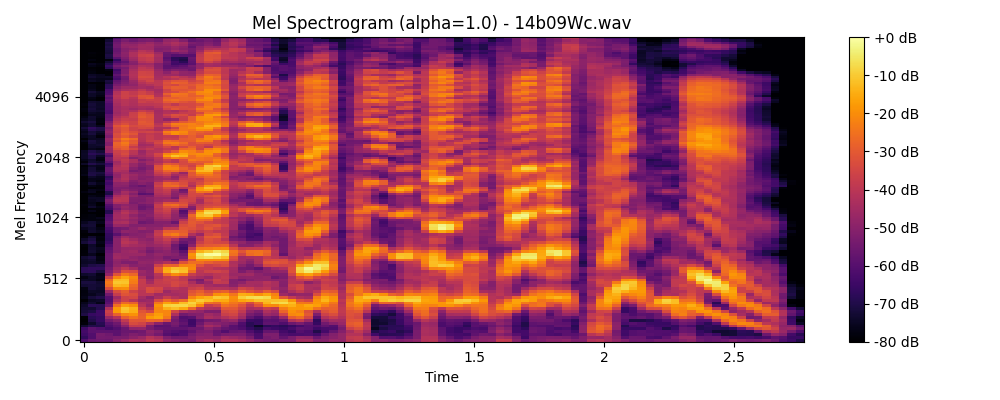 Mel Spectrogram (alpha=1.0) - 14b09Wc.wav
+0 dB
-10 dB
-20 dB
-30 dB
-40 dB
-50 dB
-60 dB
-70 dB
-80 dB
Mel Frequency
4096
2048
1024
512
0
0
0.5
1
1.5
2
2.5
Time